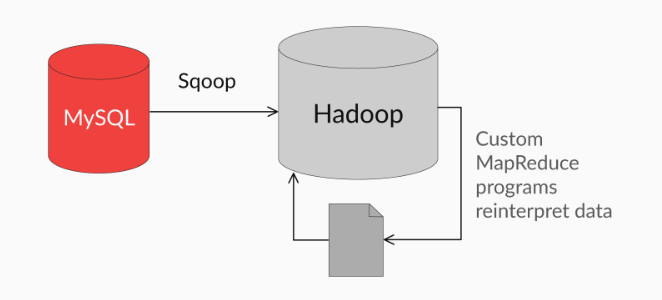 Sqoop
MySQL
Hadoop
Custom
MapReduce
programs
reinterpret data